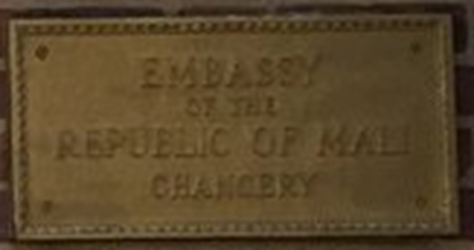 EMBASSY
OF THE
REPUBLIC OF MALI
CHANCERY